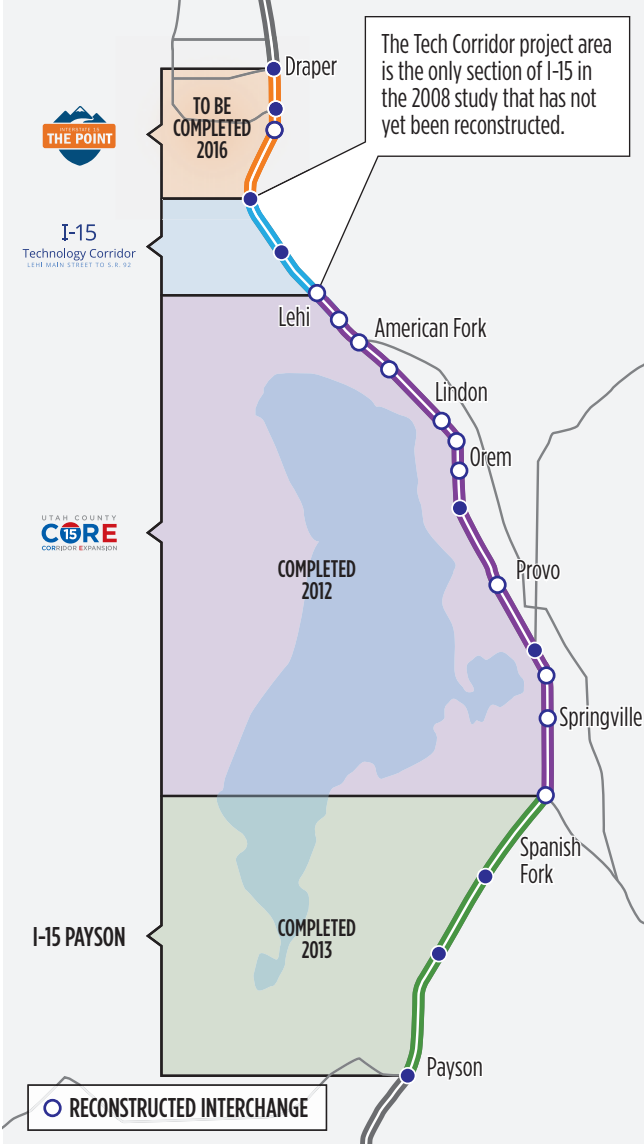 Draper
The Tech Corridor project area
is the only section of I-15 in
the 2008 study that has not
yet been reconstructed.
TO BE
COMPLETED
2016
INTERSTATE 15
THE POINT
I-15
Technology Corridor
LEHI MAIN STREET TO S.R. 92
Lehi
American Fork
Lindon
Orem
UTAH COUNTY
CORE
15
CORRIDOR EXPANSION
COMPLETED
2012
Provo
Springville
Spanish
Fork
I-15 PAYSON
COMPLETED
2013
Payson
RECONSTRUCTED INTERCHANGE